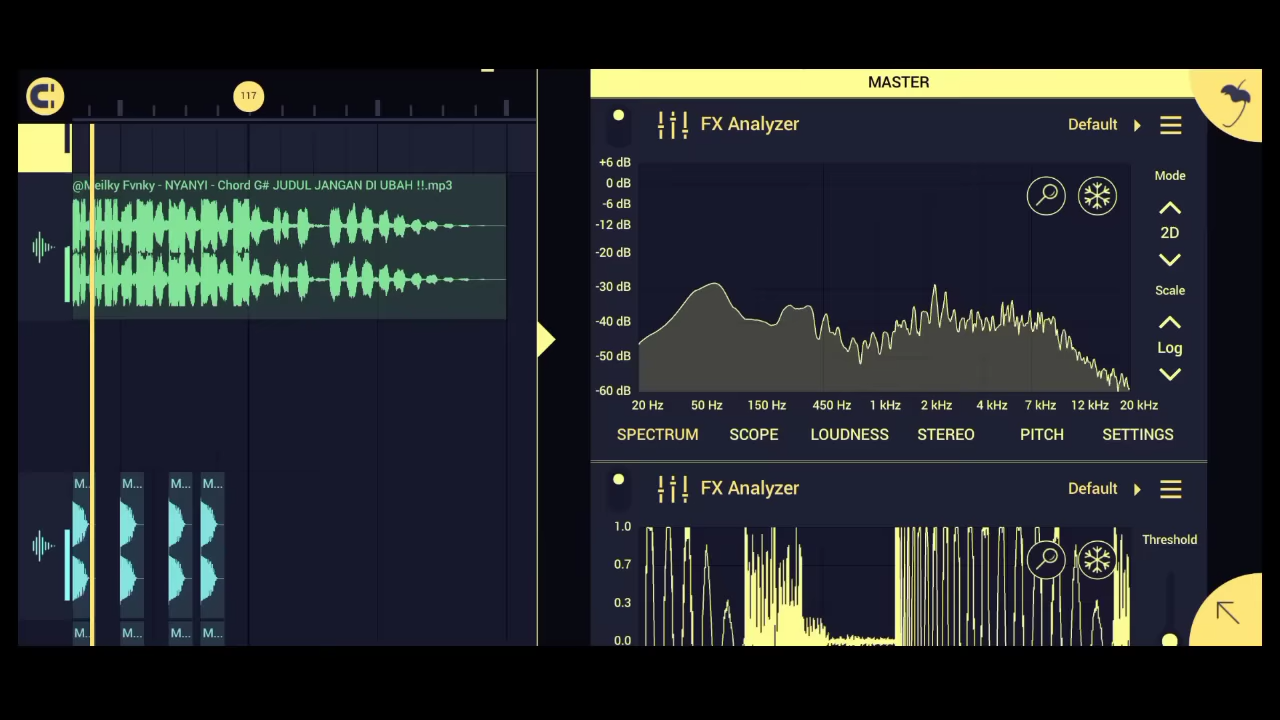 117
MASTER
FX Analyzer
Default
+6 dB
0 dB
-6 dB
-12 dB
-20 dB
-30 dB
-40 dB
-50 dB
-60 dB
20 Hz 50 Hz 150 Hz 450 Hz 1 kHz 2 kHz 4 kHz 7 kHz 12 kHz 20 kHz
Mode
2D
Scale
Log
SPECTRUM SCOPE LOUDNESS STEREO PITCH SETTINGS
@Meilky Fvnky - NYANYI - Chord G# JUDUL JANGAN DI UBAH !!.mp3
M... M... M... M...
M... M... M... M...
FX Analyzer
Default
1.0
0.7
0.3
0.0
Threshold